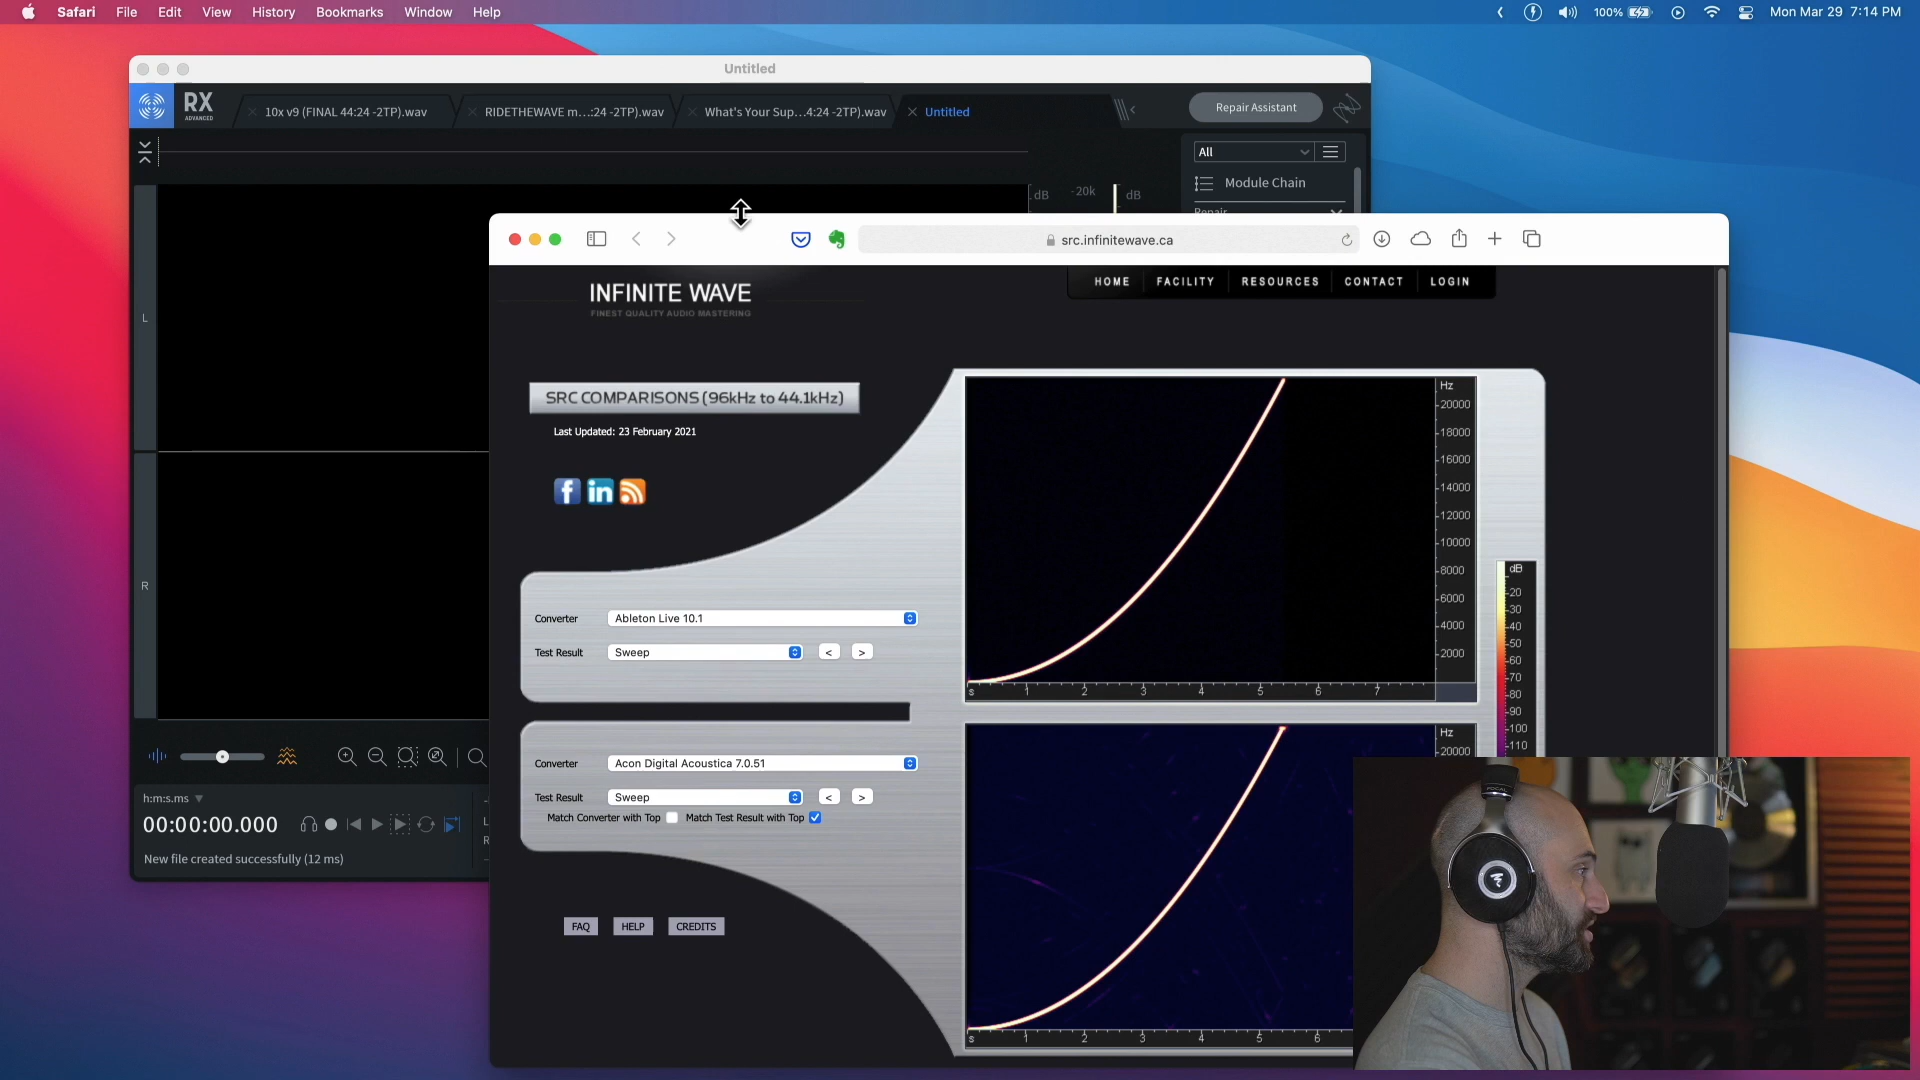 Safari File Edit View History Bookmarks Window Help
100% Mon Mar 29 7:14 PM
Untitled
RX
ADVANCED
10x v9 (FINAL 44:24 -2TP).wav
RIDETHEWAVE m...:24 -2TP).wav
What's Your Sup...4:24 -2TP).wav
Untitled
Repair Assistant
All
Module Chain
Repair
dB -20k dB
L
R
h:m:s.ms
00:00:00.000
New file created successfully (12 ms)
L
R
src.infinitewave.ca
INFINITE WAVE
FINEST QUALITY AUDIO MASTERING
HOME FACILITY RESOURCES CONTACT LOGIN
SRC COMPARISONS (96kHz to 44.1kHz)
Last Updated: 23 February 2021
f in
Converter Ableton Live 10.1
Test Result Sweep < >
Converter Acon Digital Acoustica 7.0.51
Test Result Sweep < >
Match Converter with Top Match Test Result with Top
FAQ HELP CREDITS
Hz
20000
18000
16000
14000
12000
10000
8000
6000
4000
2000
s 1 2 3 4 5 6 7
dB
-20
-30
-40
-50
-60
-70
-80
-90
-100
-110
Hz
20000
s 1 2 3 4 5 6
FOCAL